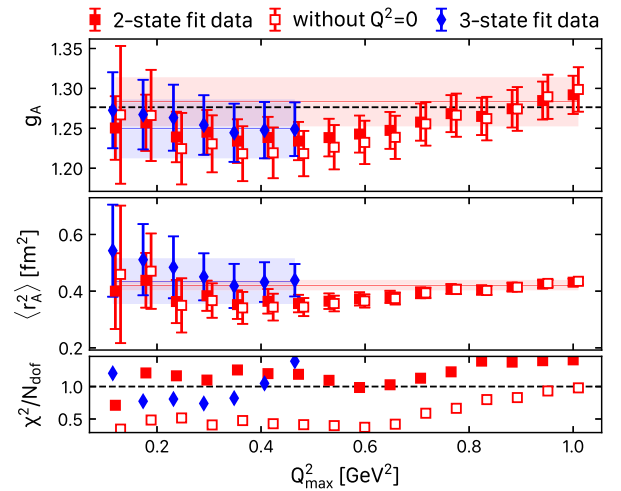 2-state fit data without Q²=0 3-state fit data
1.35
1.30
1.25
1.20
g_A
0.6
0.4
0.2
⟨r²_A⟩ [fm²]
1.0
0.5
χ²/N_dof
0.2 0.4 0.6 0.8 1.0
Q²_max [GeV²]